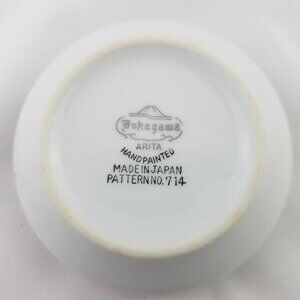 Fukagawa
ARITA
HANDPAINTED
MADE IN JAPAN
PATTERN NO. 714